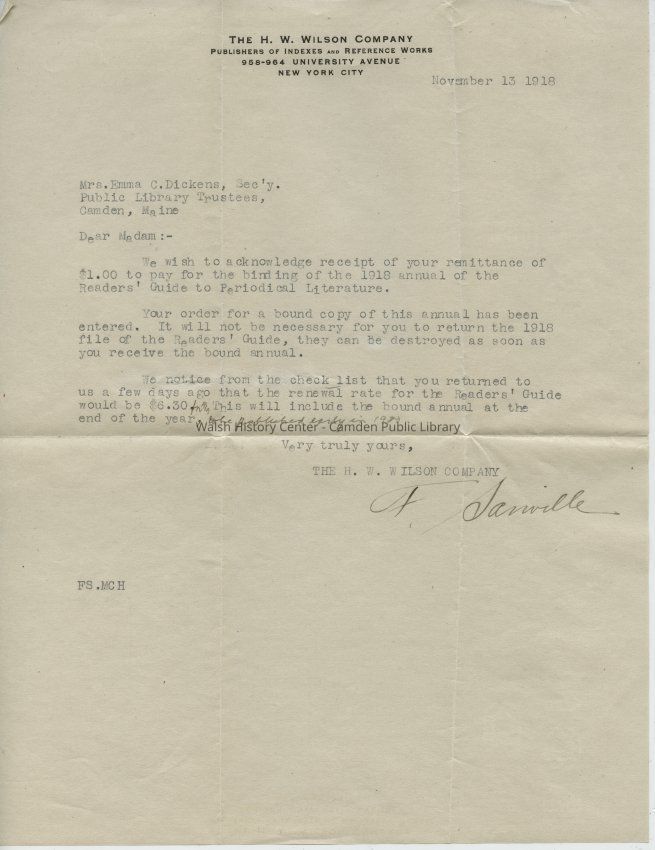 THE H. W. WILSON COMPANY
PUBLISHERS OF INDEXES AND REFERENCE WORKS
958-964 UNIVERSITY AVENUE
NEW YORK CITY
November 13 1918
Mrs.Emma C.Dickens, Sec'y.
Public Library Trustees,
Camden, Maine
Dear Madam:-
We wish to acknowledge receipt of your remittance of
$1.00 to pay for the binding of the 1918 annual of the
Readers' Guide to Periodical Literature.
Your order for a bound copy of this annual has been
entered. It will not be necessary for you to return the 1918
file of the Readers' Guide, they can be destroyed as soon as
you receive the bound annual.
We notice from the check list that you returned to
us a few days ago that the renewal rate for the Readers' Guide
would be $6.30 This will include the bound annual at the
end of the year, to be published early in
Walsh History Center - Camden Public Library
Very truly yours,
THE H. W. WILSON COMPANY
F. Sanville
FS.MCH